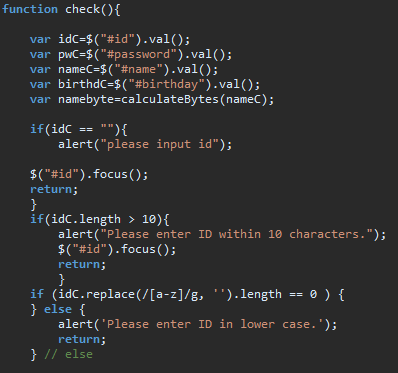 function check(){
var idC=$("#id").val();
var pwC=$("#password").val();
var nameC=$("#name").val();
var birthdC=$("#birthday").val();
var namebyte=calculateBytes(nameC);
if(idC == ""){
alert("please input id");
$("#id").focus();
return;
}
if(idC.length > 10){
alert("Please enter ID within 10 characters.");
$("#id").focus();
return;
}
if (idC.replace(/[a-z]/g, '').length == 0 ) {
} else {
alert('Please enter ID in lower case.');
return;
} // else